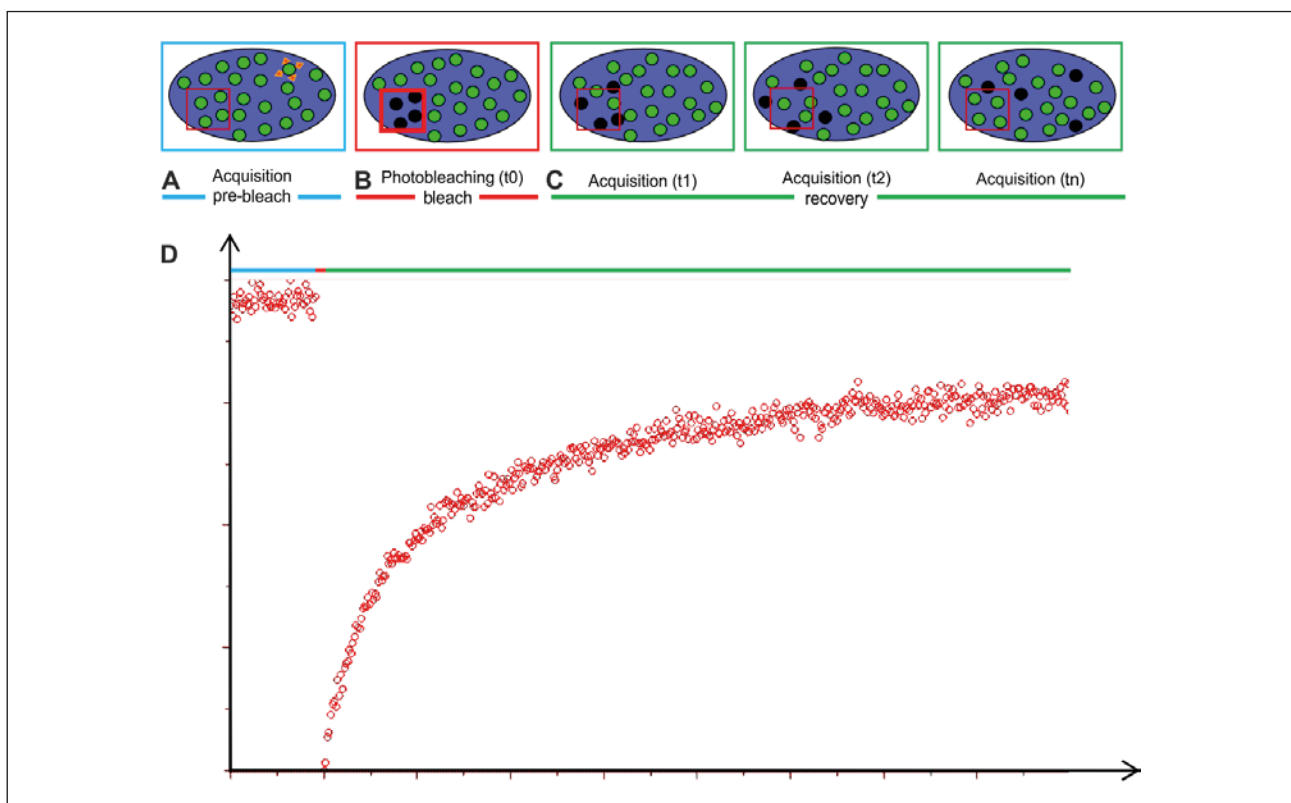 A Acquisition
pre-bleach
B Photobleaching (t0)
bleach
C Acquisition (t1) Acquisition (t2) Acquisition (tn)
recovery
D